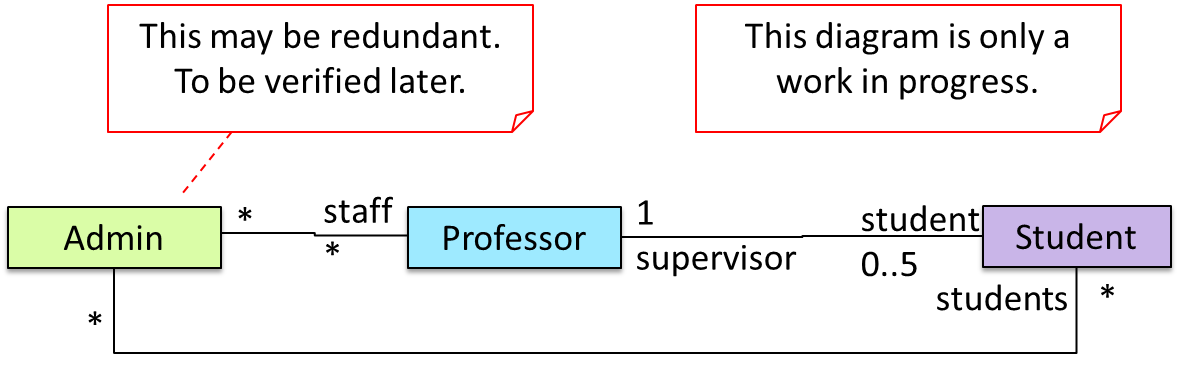 This may be redundant.
To be verified later.
This diagram is only a
work in progress.
Admin
*
staff
*
Professor
1
supervisor
student
0..5
Student
students
*
*